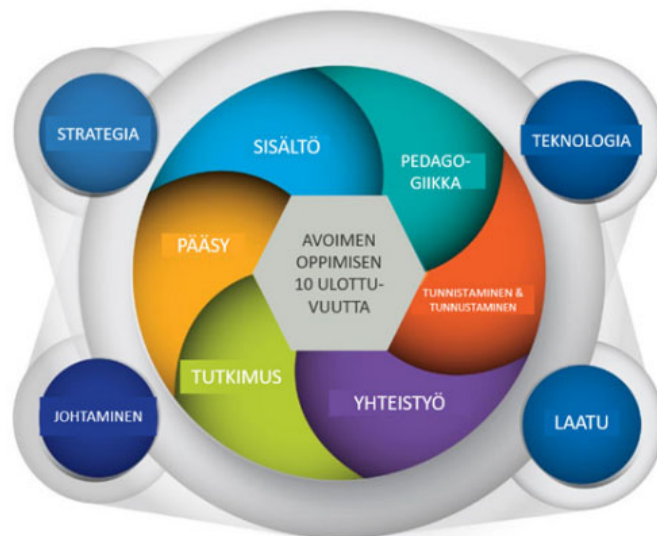 STRATEGIA
SISÄLTÖ
PEDAGO-
GIIKKA
TEKNOLOGIA
PÄÄSY
AVOIMEN
OPPIMISEN
10 ULOTTU-
VUUTTA
TUNNISTAMINEN &
TUNNUSTAMINEN
TUTKIMUS
YHTEISTYÖ
JOHTAMINEN
LAATU